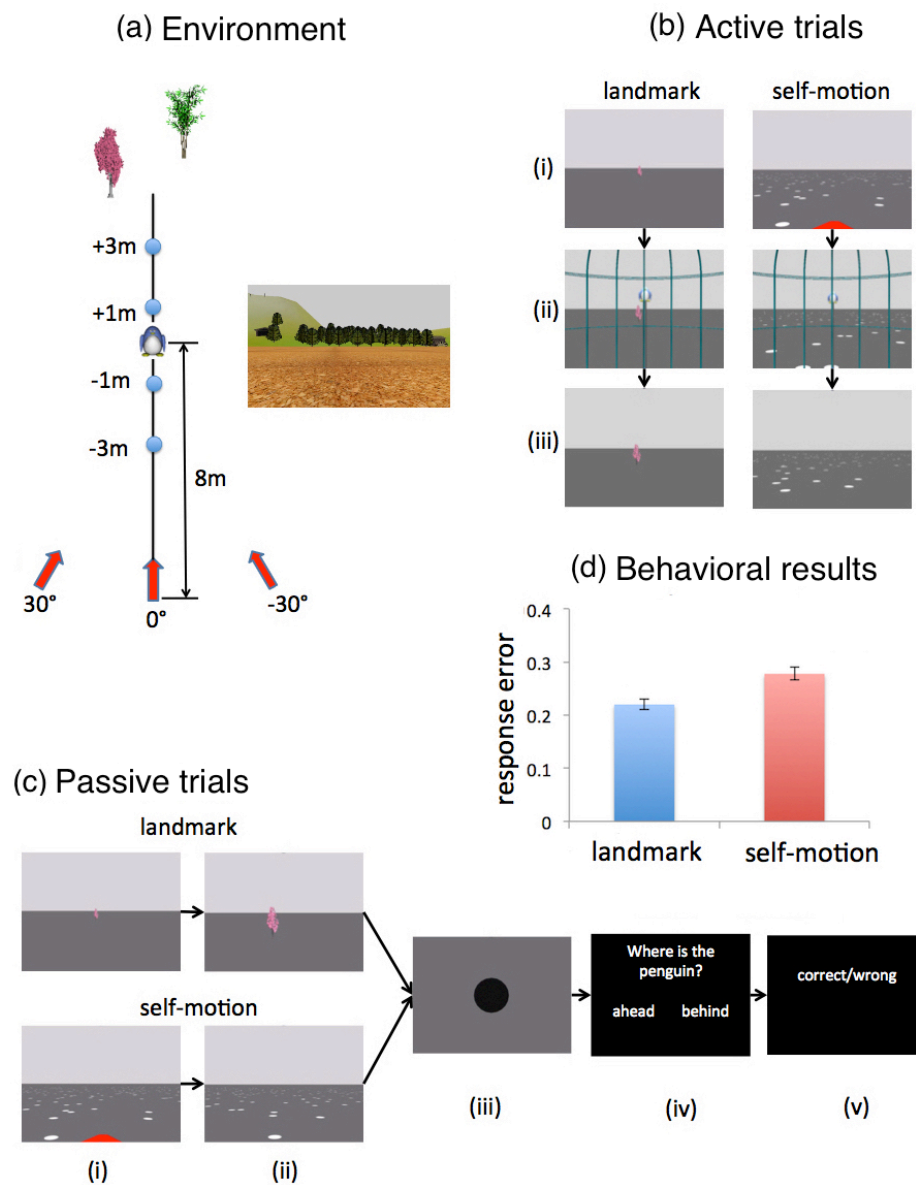 (a) Environment
+3m
+1m
-1m
-3m
8m
30°
0°
-30°
(b) Active trials
landmark self-motion
(i)
(ii)
(iii)
(d) Behavioral results
response error
0.4
0.3
0.2
0.1
0
landmark self-motion
(c) Passive trials
landmark
self-motion
(i) (ii)
(iii)
Where is the
penguin?
ahead behind
(iv)
correct/wrong
(v)